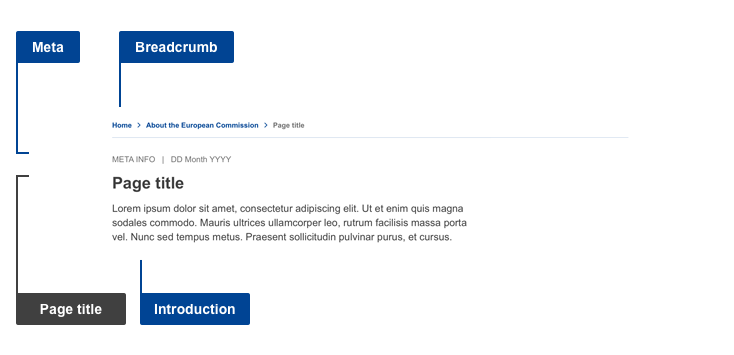 Meta
Breadcrumb
Home > About the European Commission > Page title
META INFO | DD Month YYYY
Page title
Lorem ipsum dolor sit amet, consectetur adipiscing elit. Ut et enim quis magna
sodales commodo. Mauris ultrices ullamcorper leo, rutrum facilisis massa porta
vel. Nunc sed tempus metus. Praesent sollicitudin pulvinar purus, et cursus.
Page title
Introduction